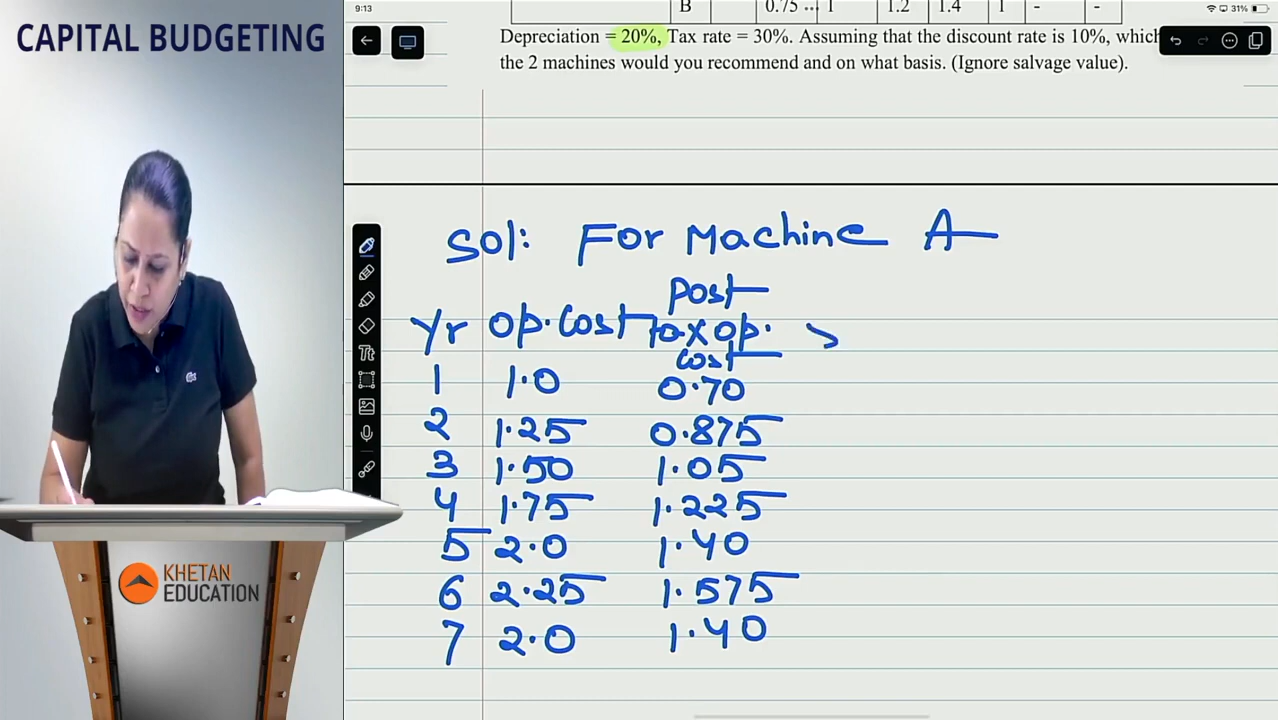 CAPITAL BUDGETING
9:13
31%
B 0.75 ... 1 1.2 1.4 1 - -
Depreciation = 20%, Tax rate = 30%. Assuming that the discount rate is 10%, which
the 2 machines would you recommend and on what basis. (Ignore salvage value).
Sol: For Machine A
Yr Op.Cost Post Tax Op. Cost
1 1.0 0.70
2 1.25 0.875
3 1.50 1.05
4 1.75 1.225
5 2.0 1.40
6 2.25 1.575
7 2.0 1.40
Tt
KHETAN
EDUCATION